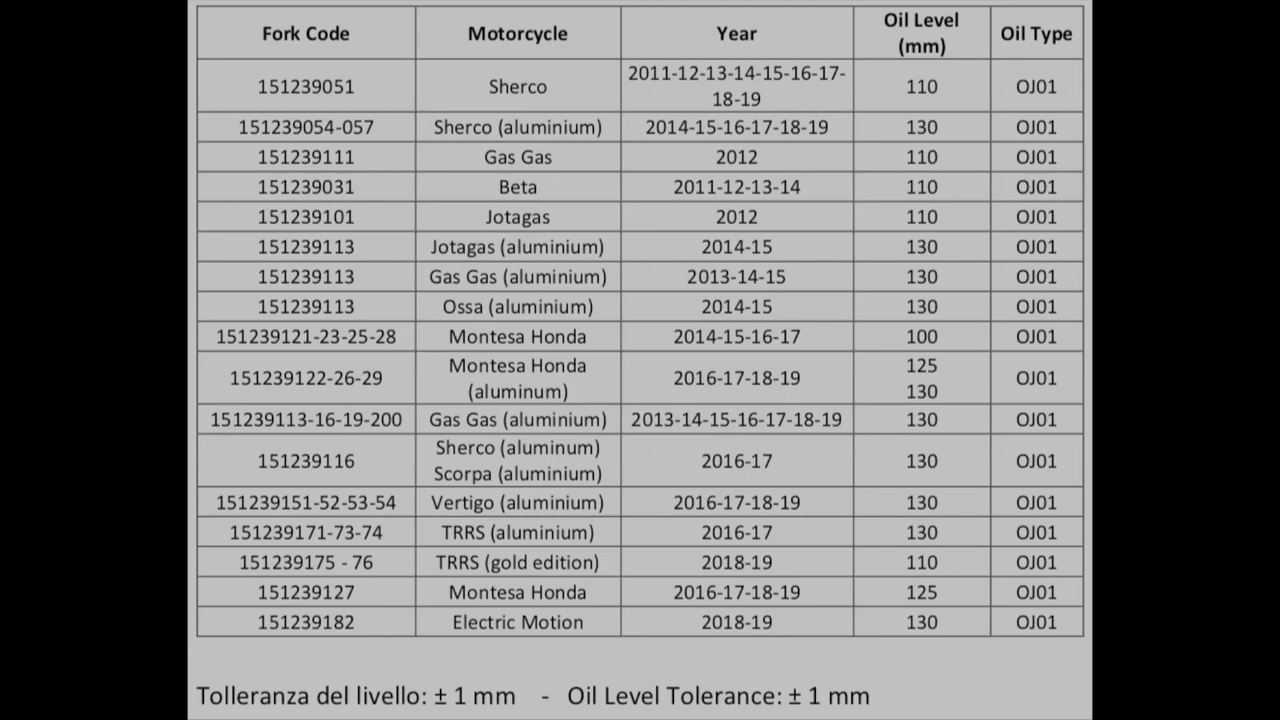 Fork Code Motorcycle Year Oil Level (mm) Oil Type
151239051 Sherco 2011-12-13-14-15-16-17-18-19 110 OJ01
151239054-057 Sherco (aluminium) 2014-15-16-17-18-19 130 OJ01
151239111 Gas Gas 2012 110 OJ01
151239031 Beta 2011-12-13-14 110 OJ01
151239101 Jotagas 2012 110 OJ01
151239113 Jotagas (aluminium) 2014-15 130 OJ01
151239113 Gas Gas (aluminium) 2013-14-15 130 OJ01
151239113 Ossa (aluminium) 2014-15 130 OJ01
151239121-23-25-28 Montesa Honda 2014-15-16-17 100 OJ01
151239122-26-29 Montesa Honda (aluminum) 2016-17-18-19 125 130 OJ01
151239113-16-19-200 Gas Gas (aluminium) 2013-14-15-16-17-18-19 130 OJ01
151239116 Sherco (aluminum) Scorpa (aluminium) 2016-17 130 OJ01
151239151-52-53-54 Vertigo (aluminium) 2016-17-18-19 130 OJ01
151239171-73-74 TRRS (aluminium) 2016-17 130 OJ01
151239175 - 76 TRRS (gold edition) 2018-19 110 OJ01
151239127 Montesa Honda 2016-17-18-19 125 OJ01
151239182 Electric Motion 2018-19 130 OJ01
Tolleranza del livello: ± 1 mm - Oil Level Tolerance: ± 1 mm